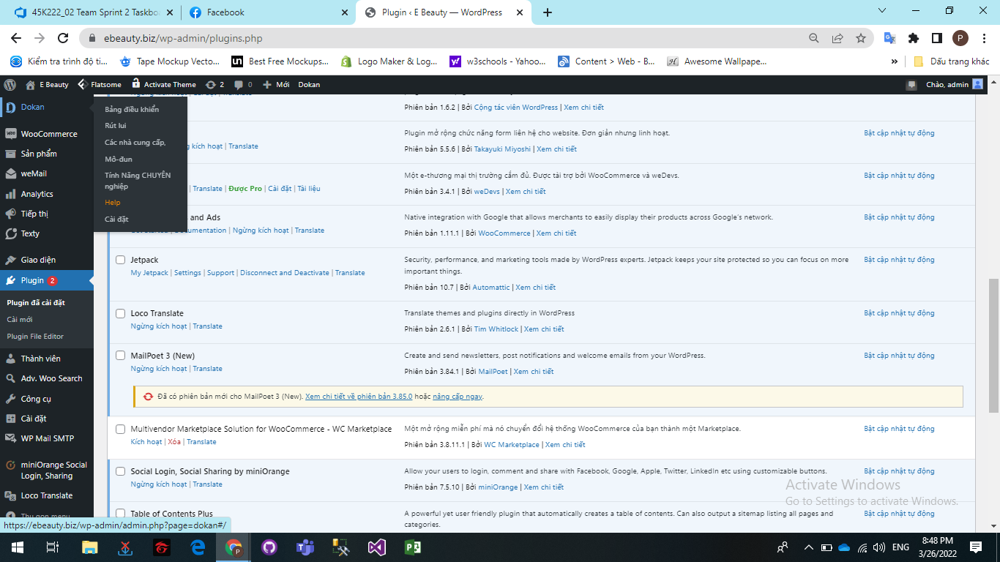 45K222_02 Team Sprint 2 Taskboa
Facebook
Plugin ‹ E Beauty — WordPress
ebeauty.biz/wp-admin/plugins.php
P
Kiểm tra trình độ ti...
Tape Mockup Vecto...
Best Free Mockups...
Logo Maker & Log...
w3schools - Yahoo...
Content > Web - B...
Awesome Wallpape...
»
Dấu trang khác
E Beauty
Flatsome
Activate Theme
2
0
Mới
Dokan
Chào, admin
Dokan
WooCommerce
Sản phẩm
weMail
Analytics
Tiếp thị
Texty
Giao diện
Plugin 2
Plugin đã cài đặt
Cài mới
Plugin File Editor
Thành viên
Adv. Woo Search
Công cụ
Cài đặt
WP Mail SMTP
miniOrange Social
Login, Sharing
Loco Translate
Thu gọn menu
Bảng điều khiển
Rút lui
Các nhà cung cấp,
Mô-đun
Tính Năng CHUYÊN
nghiệp
Help
Cài đặt
Phiên bản 1.6.2 | Bởi Cộng tác viên WordPress | Xem chi tiết
kích hoạt | Translate
Plugin mở rộng chức năng form liên hệ cho website. Đơn giản nhưng linh hoạt.
Phiên bản 5.5.6 | Bởi Takayuki Miyoshi | Xem chi tiết
Bật cập nhật tự động
| Translate | Được Pro | Cài đặt | Tài liệu
Một e-thương mại thị trường cắm đủ. Được tài trợ bởi WooCommerce và weDevs.
Phiên bản 3.4.1 | Bởi weDevs | Xem chi tiết
Bật cập nhật tự động
and Ads
| Ngừng kích hoạt | Translate
Native integration with Google that allows merchants to easily display their products across Google's network.
Phiên bản 1.11.1 | Bởi WooCommerce | Xem chi tiết
Bật cập nhật tự động
Jetpack
My Jetpack | Settings | Support | Disconnect and Deactivate | Translate
Security, performance, and marketing tools made by WordPress experts. Jetpack keeps your site protected so you can focus on more
important things.
Phiên bản 10.7 | Bởi Automattic | Xem chi tiết
Bật cập nhật tự động
Loco Translate
Ngừng kích hoạt | Translate
Translate themes and plugins directly in WordPress
Phiên bản 2.6.1 | Bởi Tim Whitlock | Xem chi tiết
Bật cập nhật tự động
MailPoet 3 (New)
Ngừng kích hoạt | Translate
Create and send newsletters, post notifications and welcome emails from your WordPress.
Phiên bản 3.84.1 | Bởi MailPoet | Xem chi tiết
Bật cập nhật tự động
Đã có phiên bản mới cho MailPoet 3 (New). Xem chi tiết về phiên bản 3.85.0 hoặc nâng cấp ngay.
Multivendor Marketplace Solution for WooCommerce - WC Marketplace
Kích hoạt | Xóa | Translate
Một mở rộng miễn phí mà nó chuyển đổi hệ thống WooCommerce của bạn thành một Marketplace.
Phiên bản 3.8.11.1 | Bởi WC Marketplace | Xem chi tiết
Bật cập nhật tự động
Social Login, Social Sharing by miniOrange
Ngừng kích hoạt | Translate
Allow your users to login, comment and share with Facebook, Google, Apple, Twitter, LinkedIn etc using customizable buttons.
Phiên bản 7.5.10 | Bởi miniOrange | Xem chi tiết
Bật cập nhật tự động
Table of Contents Plus
A powerful yet user friendly plugin that automatically creates a table of contents. Can also output a sitemap listing all pages and
categories.
Bật cập nhật tự động
Activate Windows
Go to Settings to activate Windows.
https://ebeauty.biz/wp-admin/admin.php?page=dokan#/
ENG
8:48 PM
3/26/2022